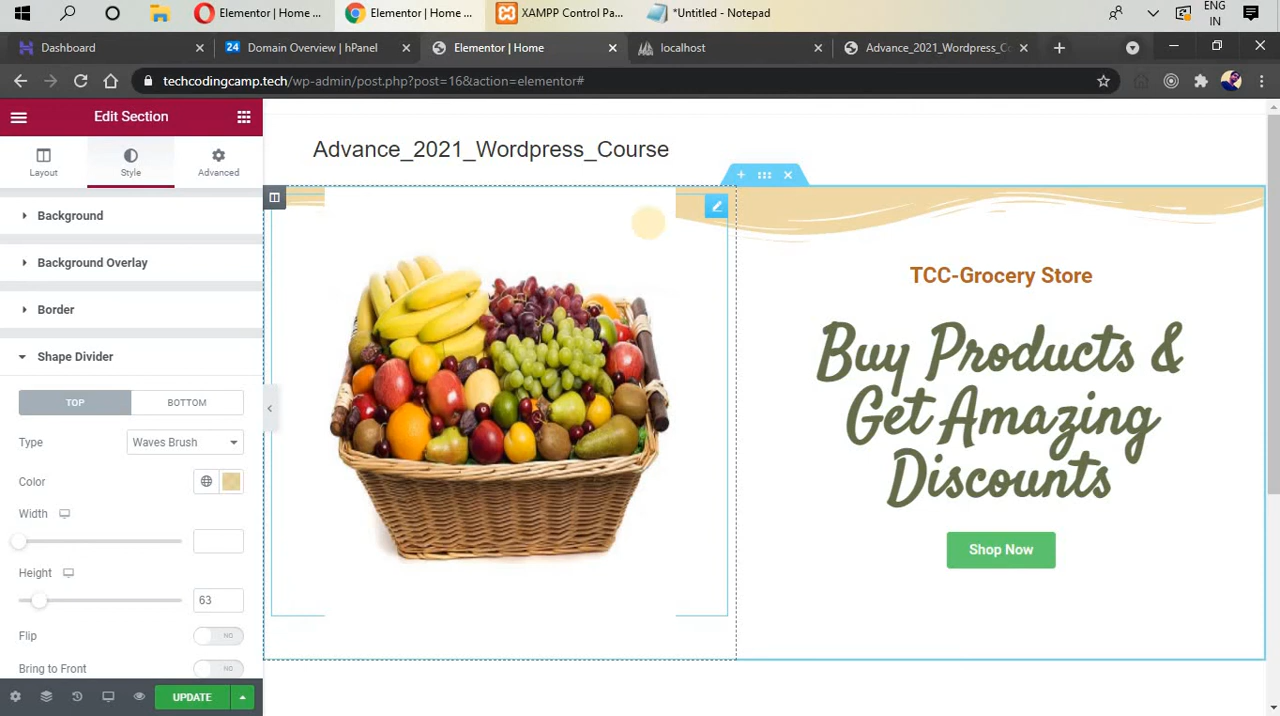 Elementor | Home ...
Elementor | Home ...
XAMPP Control Pa...
*Untitled - Notepad
ENG
IN
Dashboard
24
Domain Overview | hPanel
Elementor | Home
localhost
Advance_2021_Wordpress_Co
techcodingcamp.tech/wp-admin/post.php?post=16&action=elementor#
Edit Section
Layout
Style
Advanced
Background
Background Overlay
Border
Shape Divider
TOP
BOTTOM
Type
Waves Brush
Color
Width
Height
63
Flip
NO
Bring to Front
NO
UPDATE
Advance_2021_Wordpress_Course
TCC-Grocery Store
Buy Products &
Get Amazing
Discounts
Shop Now